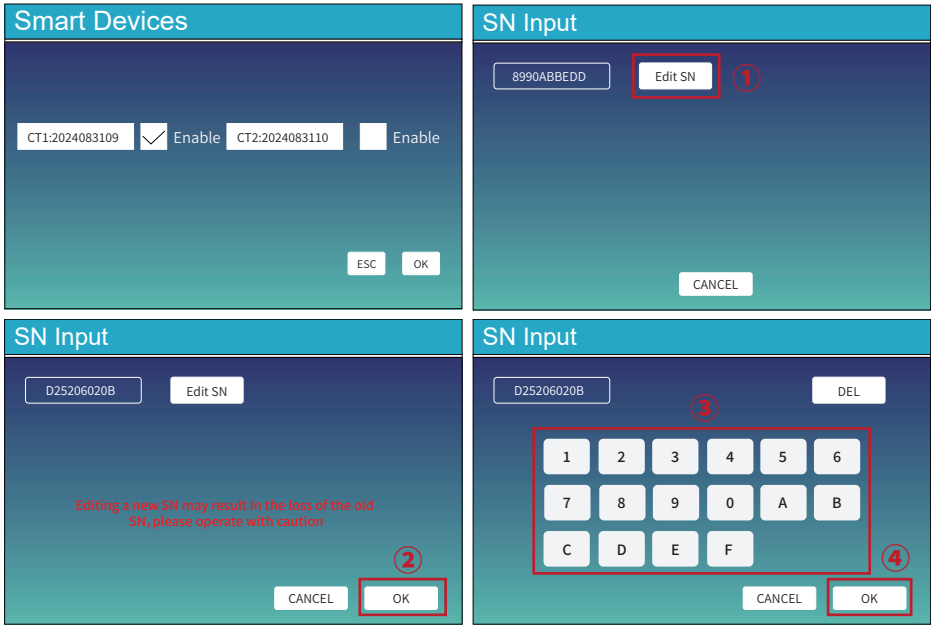 Smart Devices
CT1:2024083109 Enable CT2:2024083110 Enable
ESC OK
SN Input
8990ABBEDD Edit SN ①
CANCEL
SN Input
D25206020B Edit SN
Editing a new SN may result in the loss of the old
SN, please operate with caution
②
CANCEL OK
SN Input
D25206020B DEL
③
1 2 3 4 5 6
7 8 9 0 A B
C D E F
④
CANCEL OK